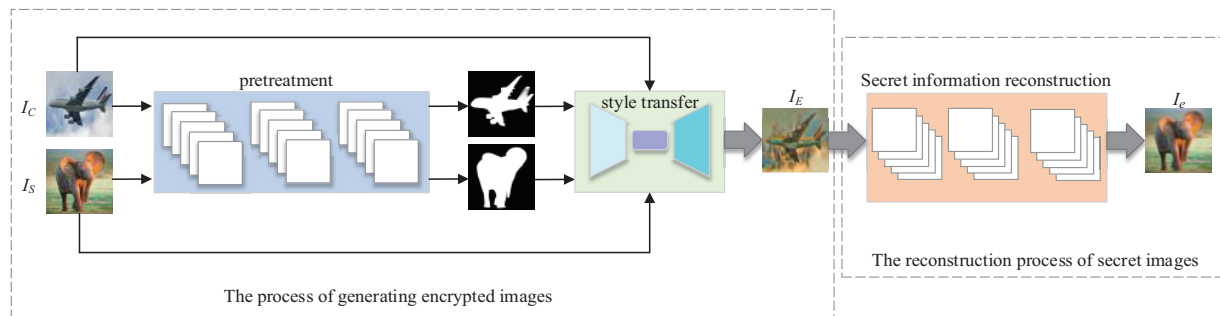 pretreatment
I_C
I_S
style transfer
I_E
The process of generating encrypted images
Secret information reconstruction
I_e
The reconstruction process of secret images